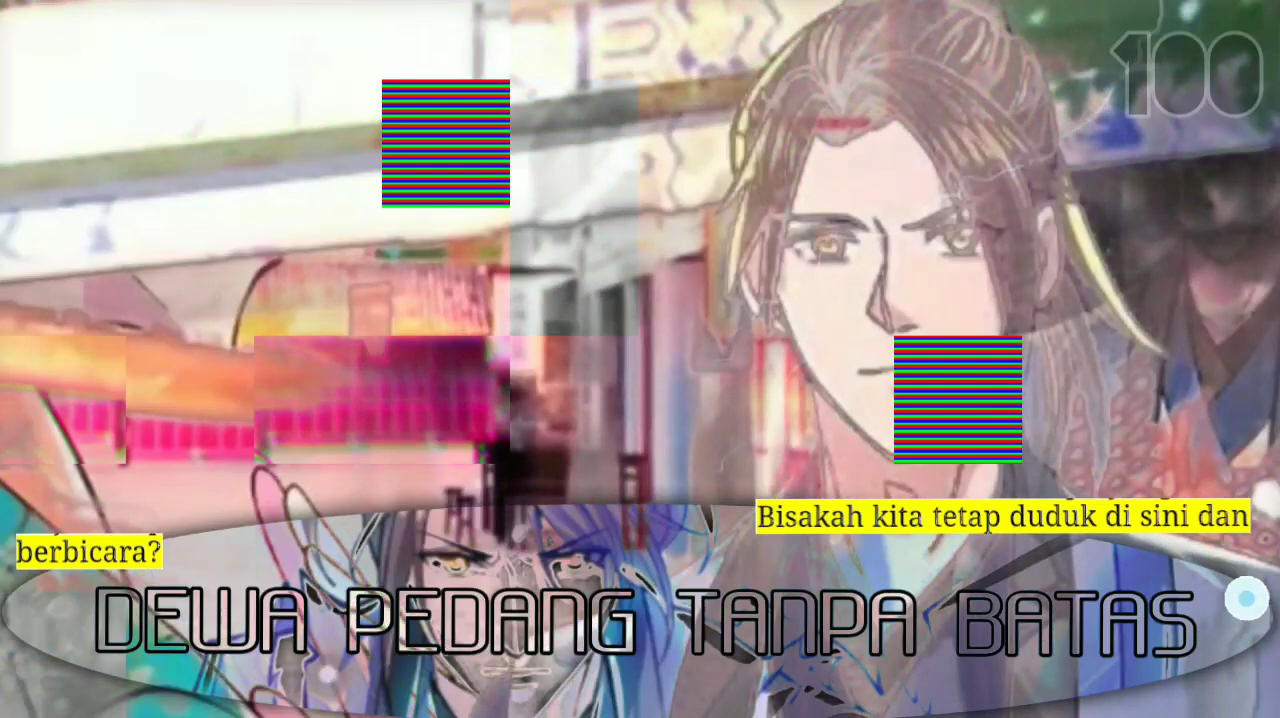 100
Bisakah kita tetap duduk di sini dan
berbicara?
DEWA PEDANG TANPA BATAS